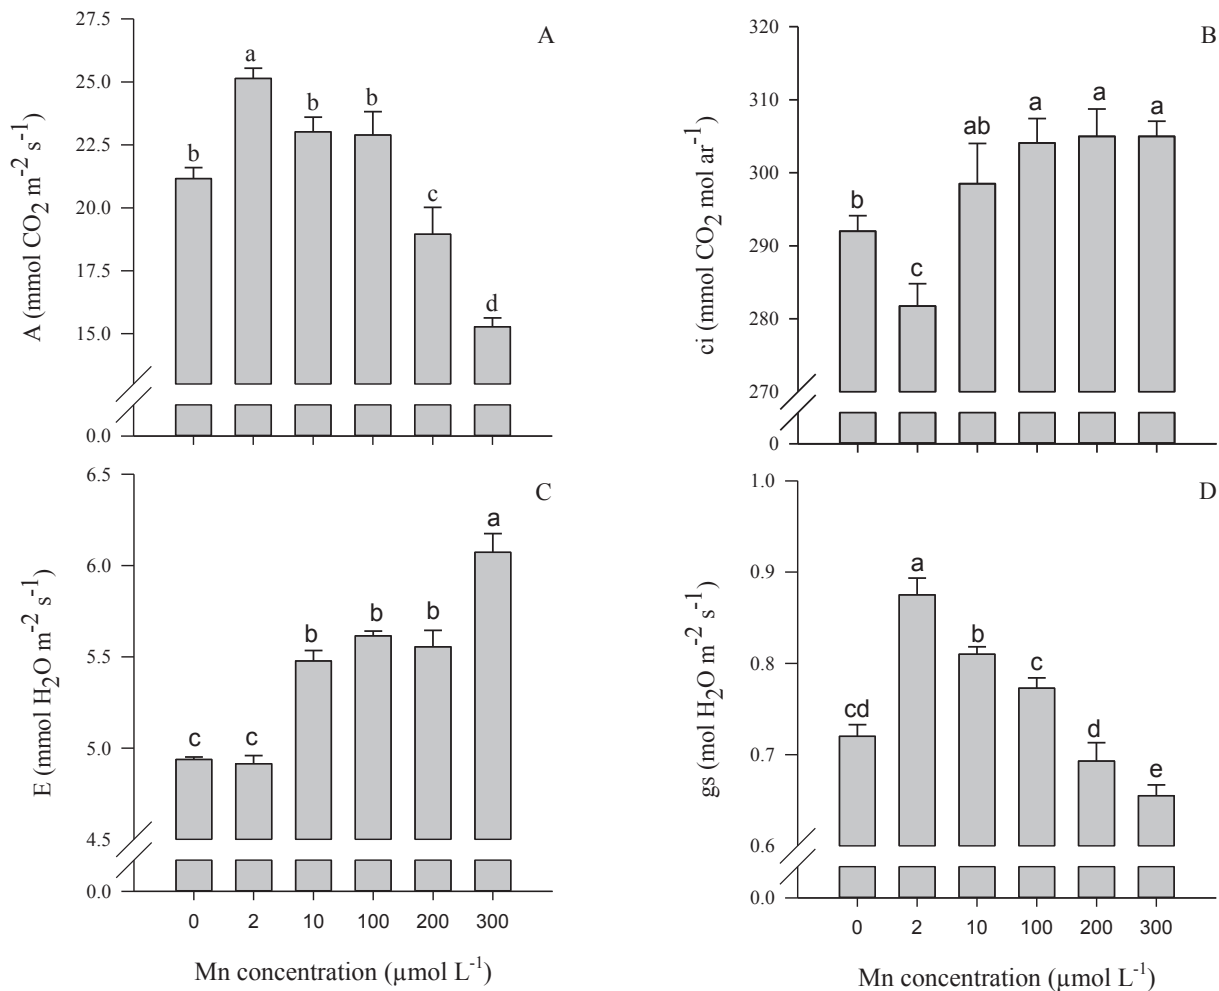 A
27.5
25.0
22.5
20.0
17.5
15.0
0.0
A (mmol CO2 m-2 s-1)
b
a
b
b
c
d
B
320
310
300
290
280
270
0
ci (mmol CO2 mol ar-1)
b
c
ab
a
a
a
C
6.5
6.0
5.5
5.0
4.5
0.0
E (mmol H2O m-2 s-1)
c
c
b
b
b
a
0 2 10 100 200 300
Mn concentration (µmol L-1)
D
1.0
0.9
0.8
0.7
0.6
0.0
gs (mol H2O m-2 s-1)
cd
a
b
c
d
e
0 2 10 100 200 300
Mn concentration (µmol L-1)